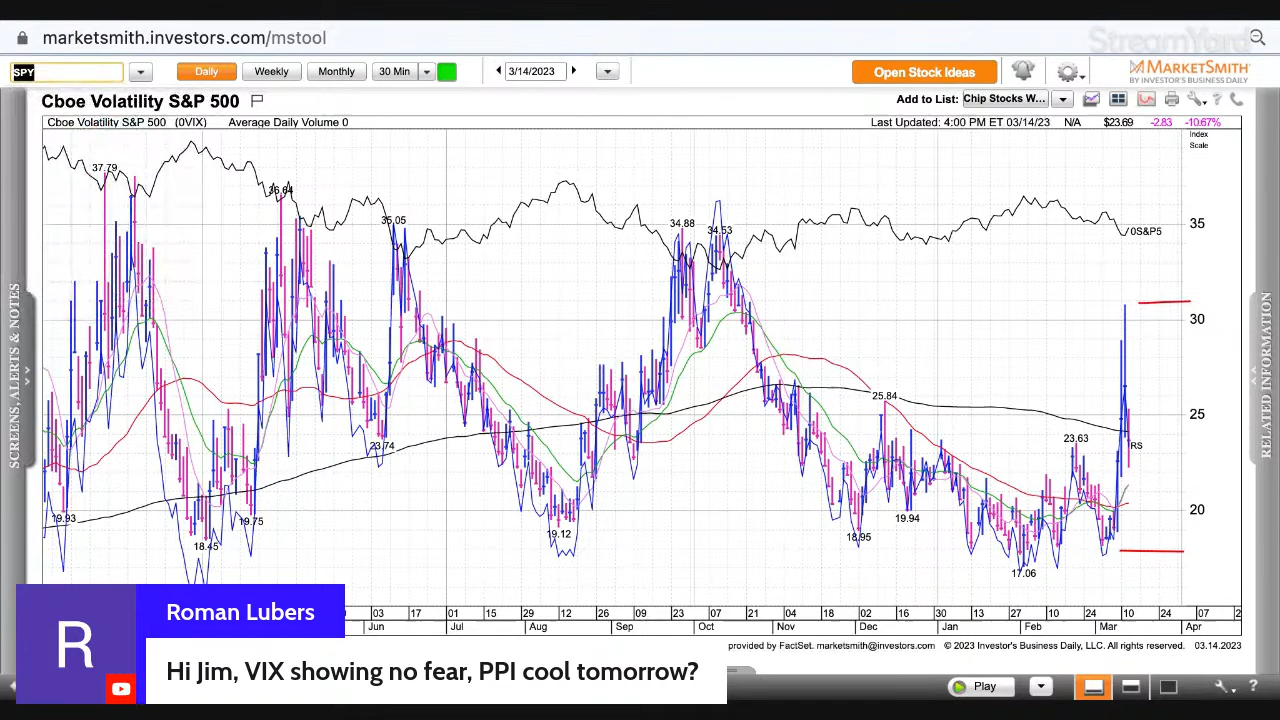 marketsmith.investors.com/mstool
StreamYard
SPY
Daily
Weekly
Monthly
30 Min
3/14/2023
Open Stock Ideas
MARKETSMITH
BY INVESTOR'S BUSINESS DAILY
Cboe Volatility S&P 500
Add to List: Chip Stocks W...
Cboe Volatility S&P 500 (0VIX) Average Daily Volume 0
Last Updated: 4:00 PM ET 03/14/23 N/A $23.69 -2.83 -10.67%
Index
Scale
37.79
36.64
35.05
34.88
34.53
0S&P5
35
30
25.84
25
23.74
23.63
RS
20
19.93
18.45
19.75
19.12
18.95
19.94
17.06
SCREENS, ALERTS & NOTES
RELATED INFORMATION
03 17 01 15 29 12 26 09 23 07 21 04 18 02 16 30 13 27 10 24 10 24 07 2
Jun Jul Aug Sep Oct Nov Dec Jan Feb Mar Apr
provided by FactSet. marketsmith@investors.com © 2023 Investor's Business Daily, LLC. All rights reserved. 03.14.2023
Play
R
Roman Lubers
Hi Jim, VIX showing no fear, PPI cool tomorrow?